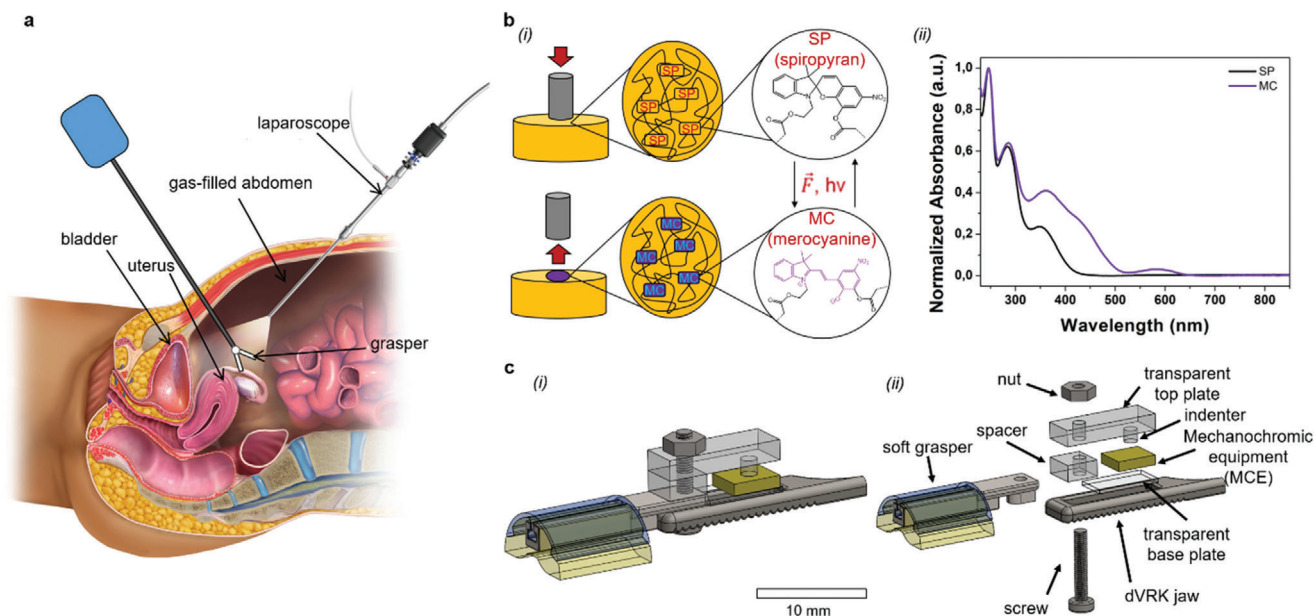 a
laparoscope
gas-filled abdomen
bladder
uterus
grasper
b
(i)
SP
SP
SP
SP
SP
SP
(spiropyran)
N
O
NO₂
O
O
O
O
F⃗, hν
MC
MC
MC
MC
MC
MC
(merocyanine)
NO₂
N
O
O
O
O
O
(ii)
Normalized Absorbance (a.u.)
1,0
0,8
0,6
0,4
0,2
0,0
300
400
500
600
700
800
Wavelength (nm)
SP
MC
c
(i)
10 mm
(ii)
nut
transparent
top plate
indenter
spacer
Mechanochromic
equipment
(MCE)
soft grasper
transparent
base plate
screw
dVRK jaw